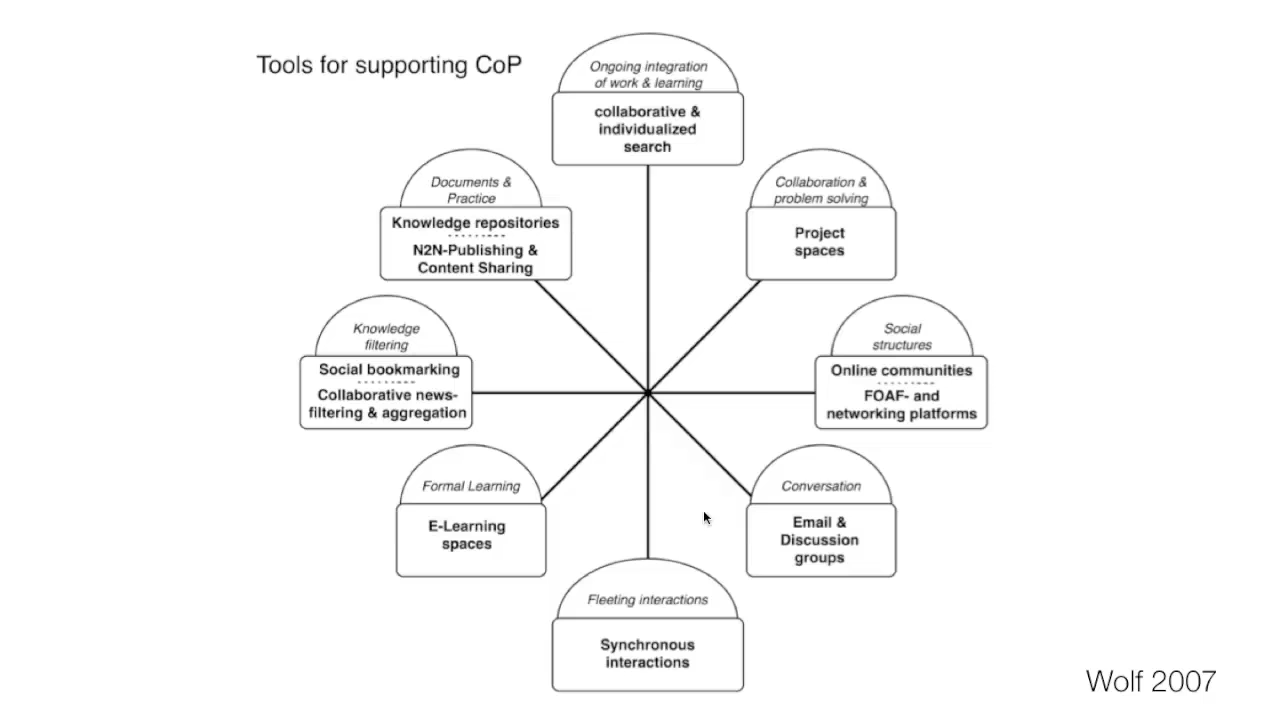 Tools for supporting CoP
Ongoing integration
of work & learning
collaborative &
individualized
search
Documents &
Practice
Knowledge repositories
N2N-Publishing &
Content Sharing
Collaboration &
problem solving
Project
spaces
Knowledge
filtering
Social bookmarking
Collaborative news-
filtering & aggregation
Social
structures
Online communities
FOAF- and
networking platforms
Formal Learning
E-Learning
spaces
Conversation
Email &
Discussion
groups
Fleeting interactions
Synchronous
interactions
Wolf 2007